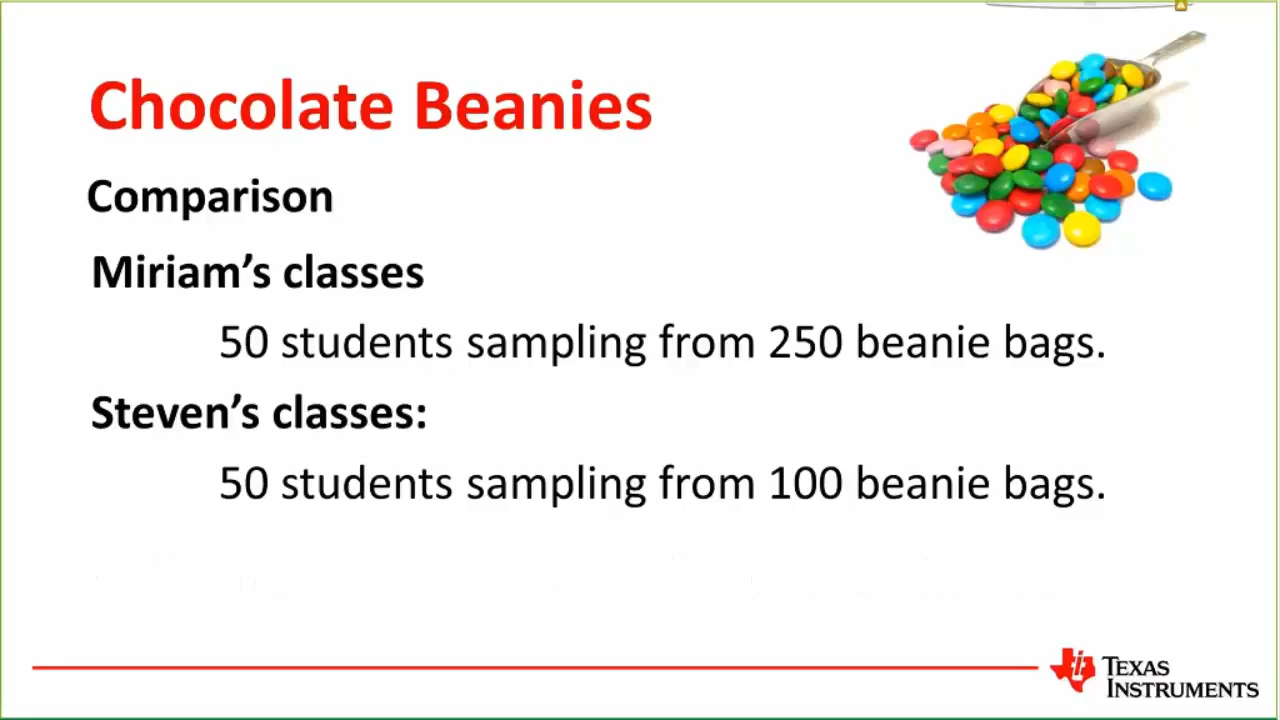 Chocolate Beanies
Comparison
Miriam’s classes
50 students sampling from 250 beanie bags.
Steven’s classes:
50 students sampling from 100 beanie bags.
TEXAS
INSTRUMENTS